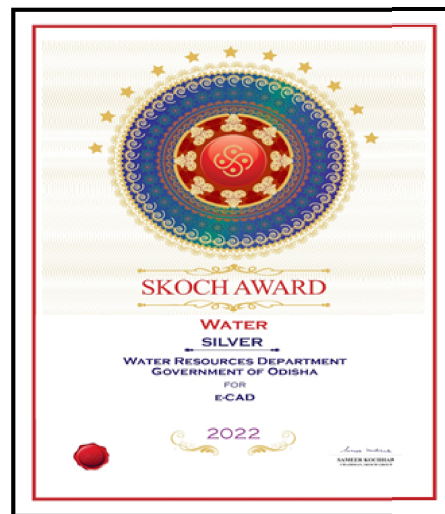 SKOCH AWARD
WATER
SILVER
WATER RESOURCES DEPARTMENT
GOVERNMENT OF ODISHA
FOR
E-CAD
2022
SAMEER KOCHHAR